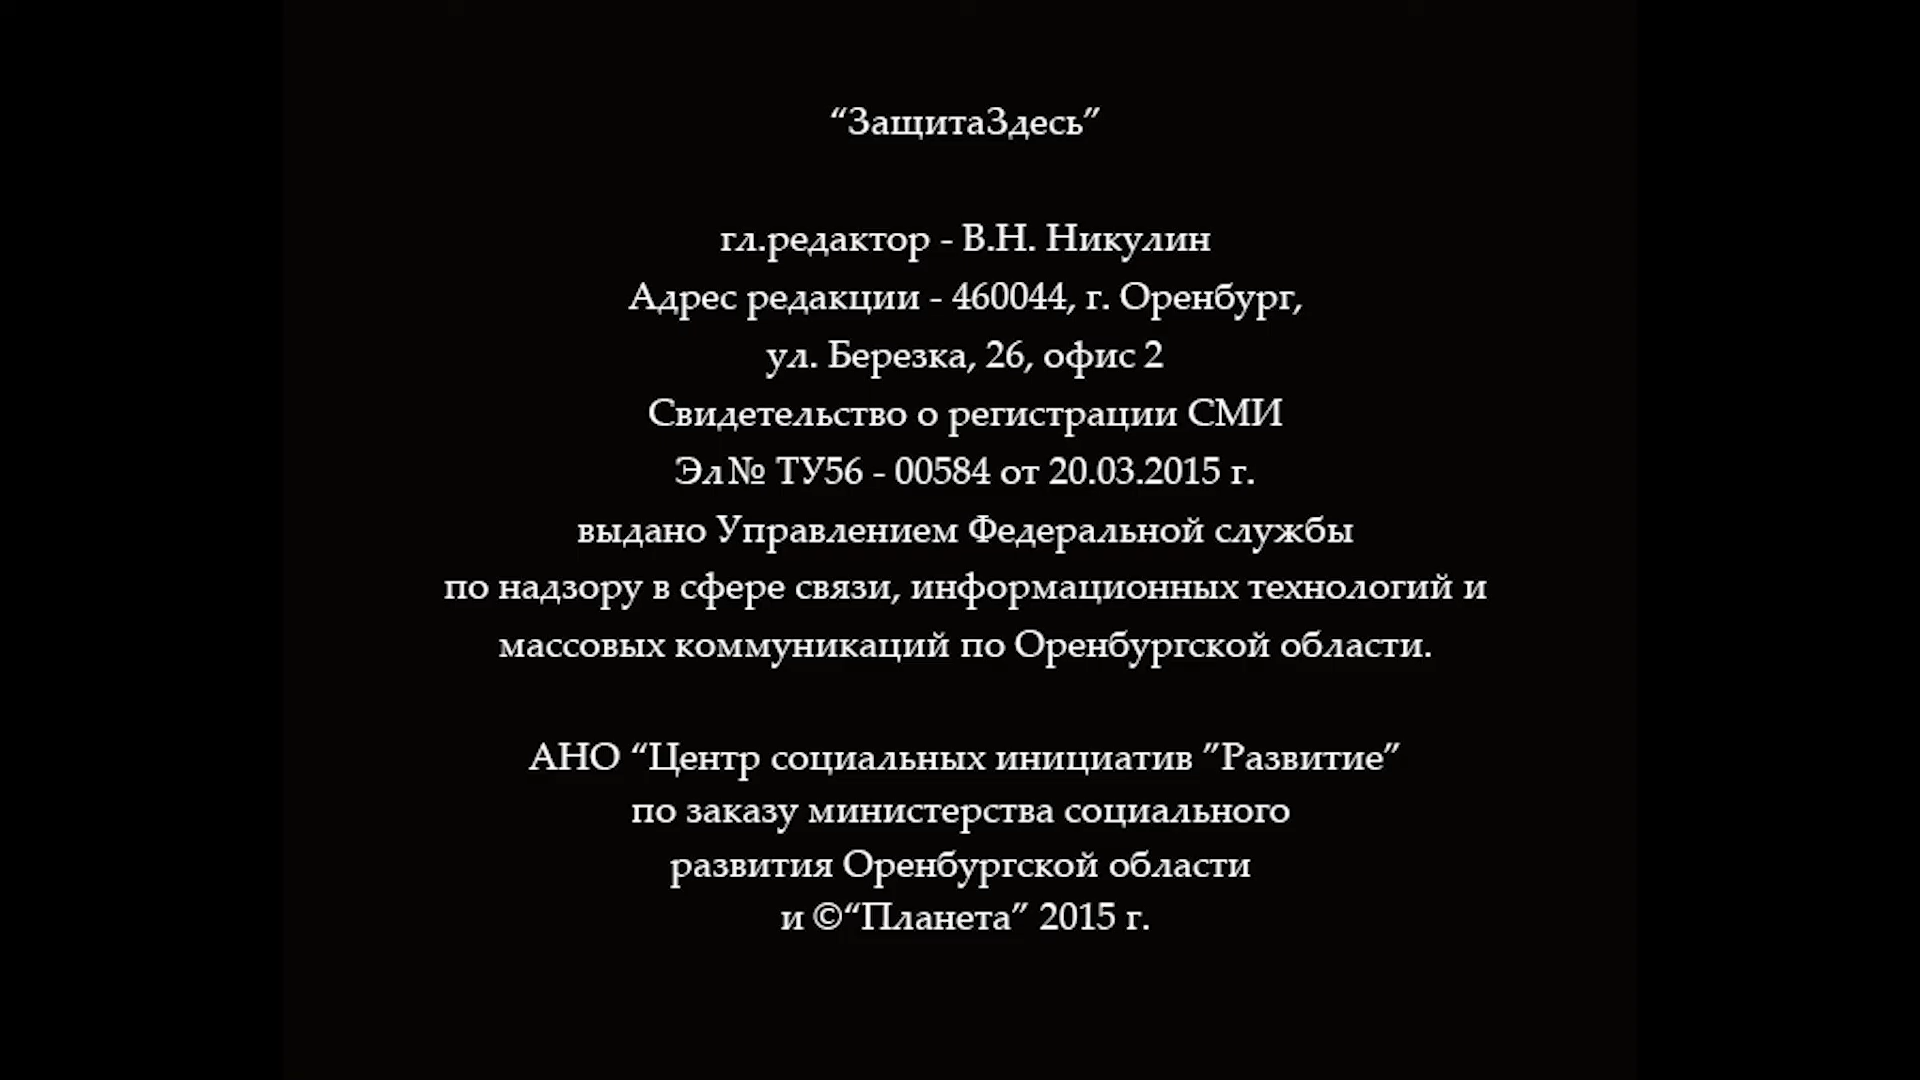 “ЗащитаЗдесь”
гл.редактор - В.Н. Никулин
Адрес редакции - 460044, г. Оренбург,
ул. Березка, 26, офис 2
Свидетельство о регистрации СМИ
Эл№ ТУ56 - 00584 от 20.03.2015 г.
выдано Управлением Федеральной службы
по надзору в сфере связи, информационных технологий и
массовых коммуникаций по Оренбургской области.
АНО “Центр социальных инициатив ”Развитие”
по заказу министерства социального
развития Оренбургской области
и ©“Планета” 2015 г.